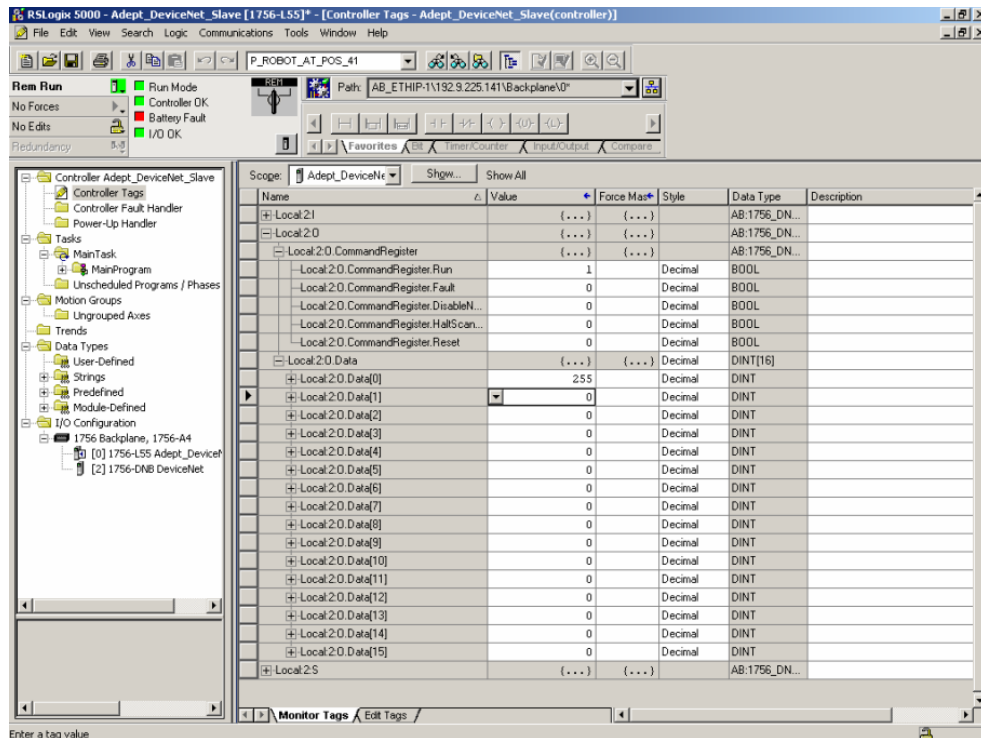 RSLogix 5000 - Adept_DeviceNet_Slave [1756-L55]* - [Controller Tags - Adept_DeviceNet_Slave(controller)]
File Edit View Search Logic Communications Tools Window Help
P_ROBOT_AT_POS_41
Rem Run
Run Mode
No Forces
Controller OK
Battery Fault
No Edits
I/O OK
Redundancy
REM
Path: AB_ETHIP-1\192.9.225.141\Backplane\0*
Favorites Bit Timer/Counter Input/Output Compare
Controller Adept_DeviceNet_Slave
Controller Tags
Controller Fault Handler
Power-Up Handler
Tasks
MainTask
MainProgram
Unscheduled Programs / Phases
Motion Groups
Ungrouped Axes
Trends
Data Types
User-Defined
Strings
Predefined
Module-Defined
I/O Configuration
1756 Backplane, 1756-A4
[0] 1756-L55 Adept_DeviceN
[2] 1756-DNB DeviceNet
Scope: Adept_DeviceNe Show... Show All
Name Value Force Mas Style Data Type Description
Local:2:I {...} {...} AB:1756_DN...
Local:2:O {...} {...} AB:1756_DN...
Local:2:O.CommandRegister {...} {...} AB:1756_DN...
Local:2:O.CommandRegister.Run 1 Decimal BOOL
Local:2:O.CommandRegister.Fault 0 Decimal BOOL
Local:2:O.CommandRegister.DisableN... 0 Decimal BOOL
Local:2:O.CommandRegister.HaltScan... 0 Decimal BOOL
Local:2:O.CommandRegister.Reset 0 Decimal BOOL
Local:2:O.Data {...} {...} Decimal DINT[16]
Local:2:O.Data[0] 255 Decimal DINT
Local:2:O.Data[1] 0 Decimal DINT
Local:2:O.Data[2] 0 Decimal DINT
Local:2:O.Data[3] 0 Decimal DINT
Local:2:O.Data[4] 0 Decimal DINT
Local:2:O.Data[5] 0 Decimal DINT
Local:2:O.Data[6] 0 Decimal DINT
Local:2:O.Data[7] 0 Decimal DINT
Local:2:O.Data[8] 0 Decimal DINT
Local:2:O.Data[9] 0 Decimal DINT
Local:2:O.Data[10] 0 Decimal DINT
Local:2:O.Data[11] 0 Decimal DINT
Local:2:O.Data[12] 0 Decimal DINT
Local:2:O.Data[13] 0 Decimal DINT
Local:2:O.Data[14] 0 Decimal DINT
Local:2:O.Data[15] 0 Decimal DINT
Local:2:S {...} {...} AB:1756_DN...
Monitor Tags Edit Tags
Enter a tag value